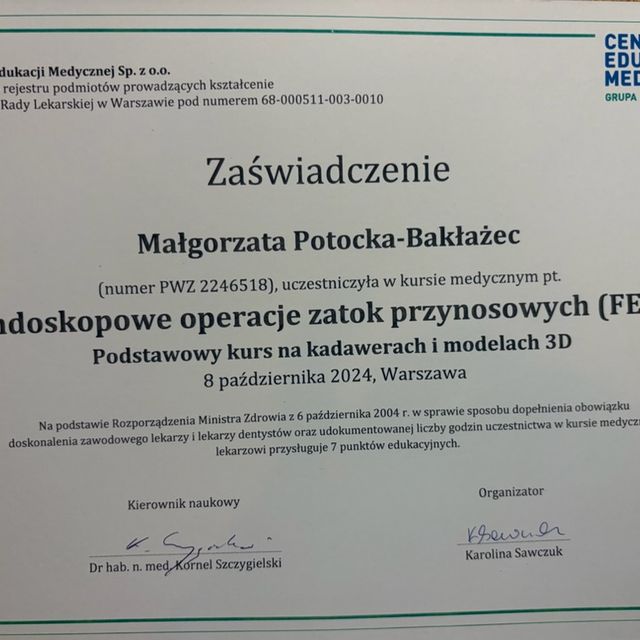 dukacji Medycznej Sp. z o.o.
rejestru podmiotów prowadzących kształcenie
Rady Lekarskiej w Warszawie pod numerem 68-000511-003-0010
CEN
EDU
MED
GRUPA
Zaświadczenie
Małgorzata Potocka-Bakłażec
(numer PWZ 2246518), uczestniczyła w kursie medycznym pt.
ndoskopowe operacje zatok przynosowych (FE
Podstawowy kurs na kadawerach i modelach 3D
8 października 2024, Warszawa
Na podstawie Rozporządzenia Ministra Zdrowia z 6 października 2004 r. w sprawie sposobu dopełnienia obowiązku
doskonalenia zawodowego lekarzy i lekarzy dentystów oraz udokumentowanej liczby godzin uczestnictwa w kursie medyczn
lekarzowi przysługuje 7 punktów edukacyjnych.
Kierownik naukowy
Dr hab. n. med. Kornel Szczygielski
Organizator
Karolina Sawczuk